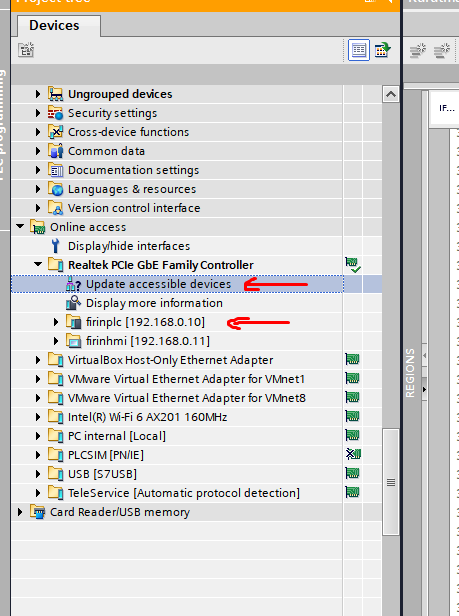 Project tree
Devices
Ungrouped devices
Security settings
Cross-device functions
Common data
Documentation settings
Languages & resources
Version control interface
Online access
Display/hide interfaces
Realtek PCIe GbE Family Controller
Update accessible devices
Display more information
firinplc [192.168.0.10]
firinhmi [192.168.0.11]
VirtualBox Host-Only Ethernet Adapter
VMware Virtual Ethernet Adapter for VMnet1
VMware Virtual Ethernet Adapter for VMnet8
Intel(R) Wi-Fi 6 AX201 160MHz
PC internal [Local]
PLCSIM [PN/IE]
USB [S7USB]
TeleService [Automatic protocol detection]
Card Reader/USB memory
PLC programming
IF...
REGIONS